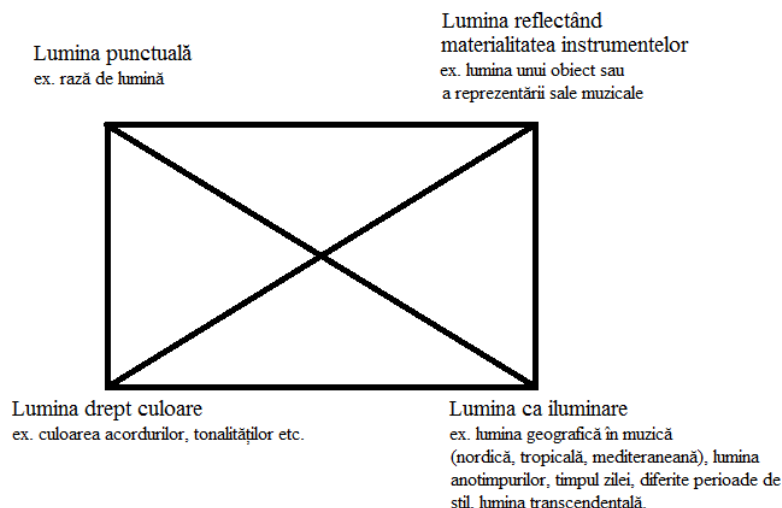 Lumina punctuală
ex. rază de lumină
Lumina reflectând
materialitatea instrumentelor
ex. lumina unui obiect sau
a reprezentării sale muzicale
Lumina drept culoare
ex. culoarea acordurilor, tonalităților etc.
Lumina ca iluminare
ex. lumina geografică în muzică
(nordică, tropicală, mediteraneană), lumina
anotimpurilor, timpul zilei, diferite perioade de
stil, lumina transcendentală.